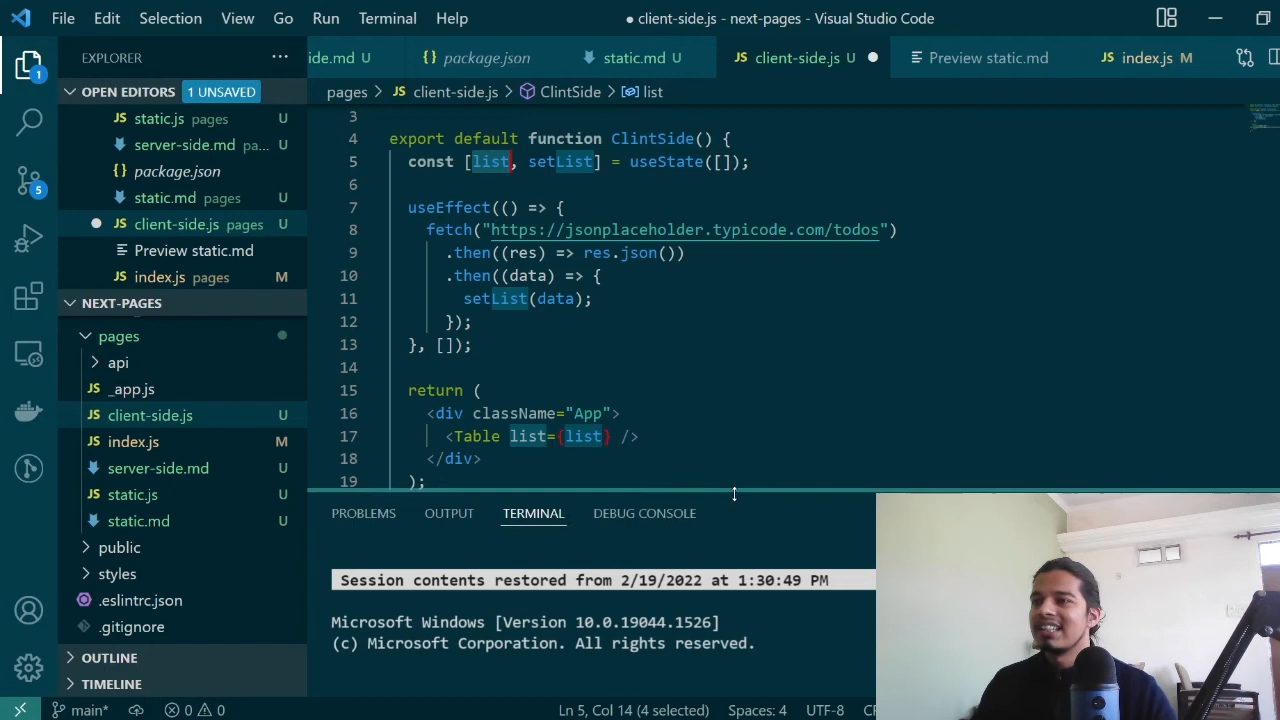 File Edit Selection View Go Run Terminal Help ● client-side.js - next-pages - Visual Studio Code
EXPLORER ···
ide.md U {} package.json static.md U JS client-side.js U ● Preview static.md JS index.js M
OPEN EDITORS 1 UNSAVED
JS static.js pages U
server-side.md pa... U
{} package.json
static.md pages U
JS client-side.js pages U
Preview static.md
JS index.js pages M
NEXT-PAGES
pages
api
JS _app.js
JS client-side.js U
JS index.js M
server-side.md U
JS static.js U
static.md U
public
styles
.eslintrc.json
.gitignore
OUTLINE
TIMELINE
1
5
pages > JS client-side.js > ClintSide > list
3
4 export default function ClintSide() {
5 const [list, setList] = useState([]);
6
7 useEffect(() => {
8 fetch("https://jsonplaceholder.typicode.com/todos")
9 .then((res) => res.json())
10 .then((data) => {
11 setList(data);
12 });
13 }, []);
14
15 return (
16 <div className="App">
17 <Table list={list} />
18 </div>
19 );
PROBLEMS OUTPUT TERMINAL DEBUG CONSOLE
Session contents restored from 2/19/2022 at 1:30:49 PM
Microsoft Windows [Version 10.0.19044.1526]
(c) Microsoft Corporation. All rights reserved.
main* 0 0 Ln 5, Col 14 (4 selected) Spaces: 4 UTF-8